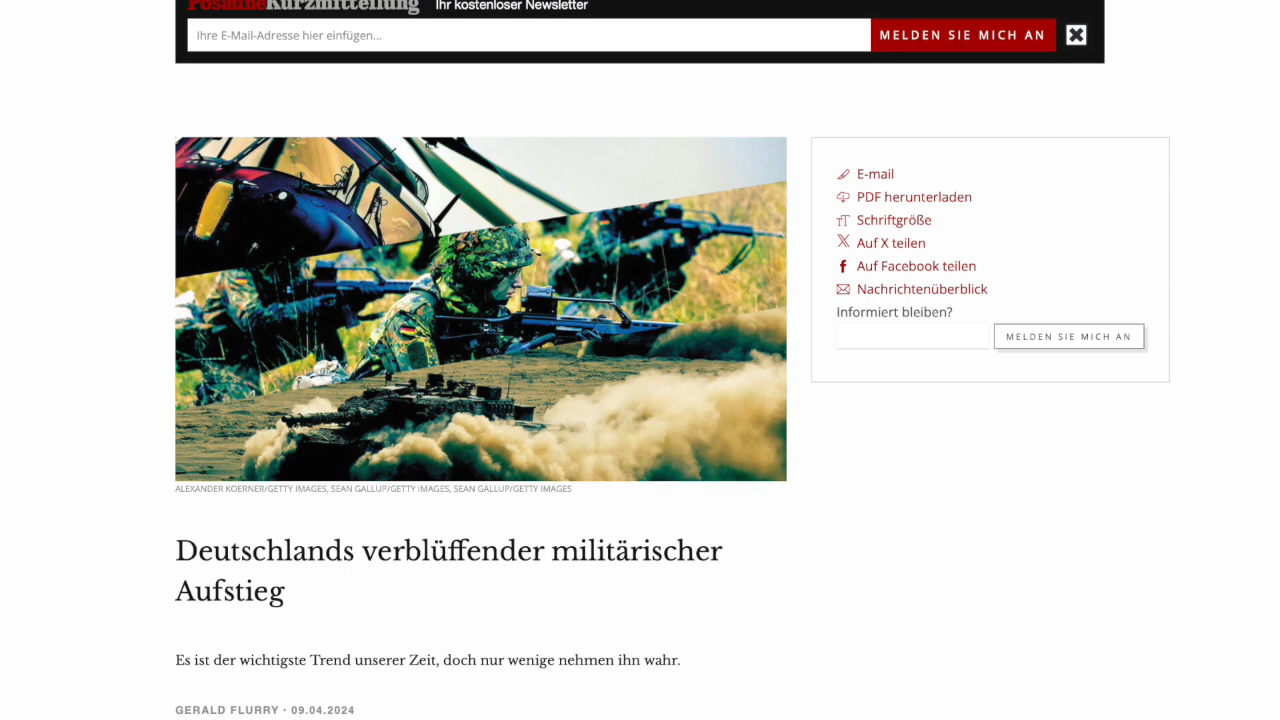 PosauneKurzmitteilung Ihr kostenloser Newsletter
Ihre E-Mail-Adresse hier einfügen...
MELDEN SIE MICH AN
E-mail
PDF herunterladen
Schriftgröße
Auf X teilen
Auf Facebook teilen
Nachrichtenüberblick
Informiert bleiben?
MELDEN SIE MICH AN
ALEXANDER KOERNER/GETTY IMAGES, SEAN GALLUP/GETTY IMAGES, SEAN GALLUP/GETTY IMAGES
Deutschlands verblüffender militärischer
Aufstieg
Es ist der wichtigste Trend unserer Zeit, doch nur wenige nehmen ihn wahr.
GERALD FLURRY • 09.04.2024